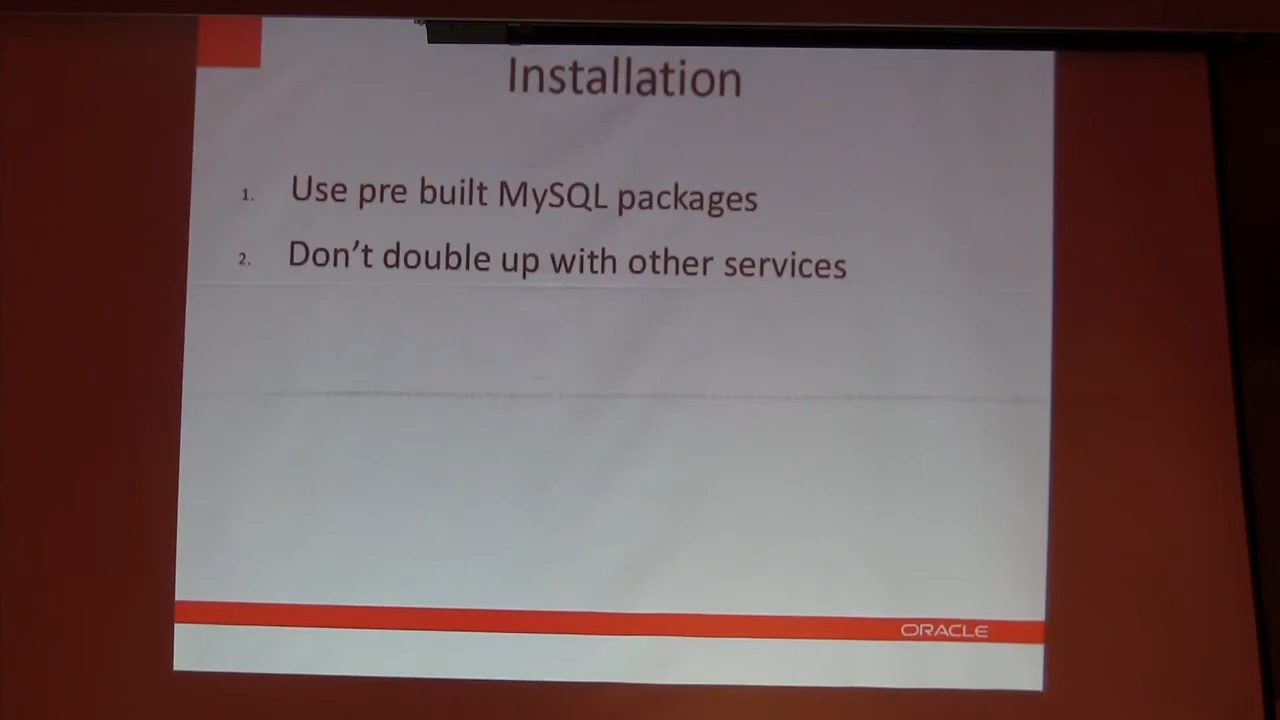 Installation
1. Use pre built MySQL packages
2. Don't double up with other services
ORACLE